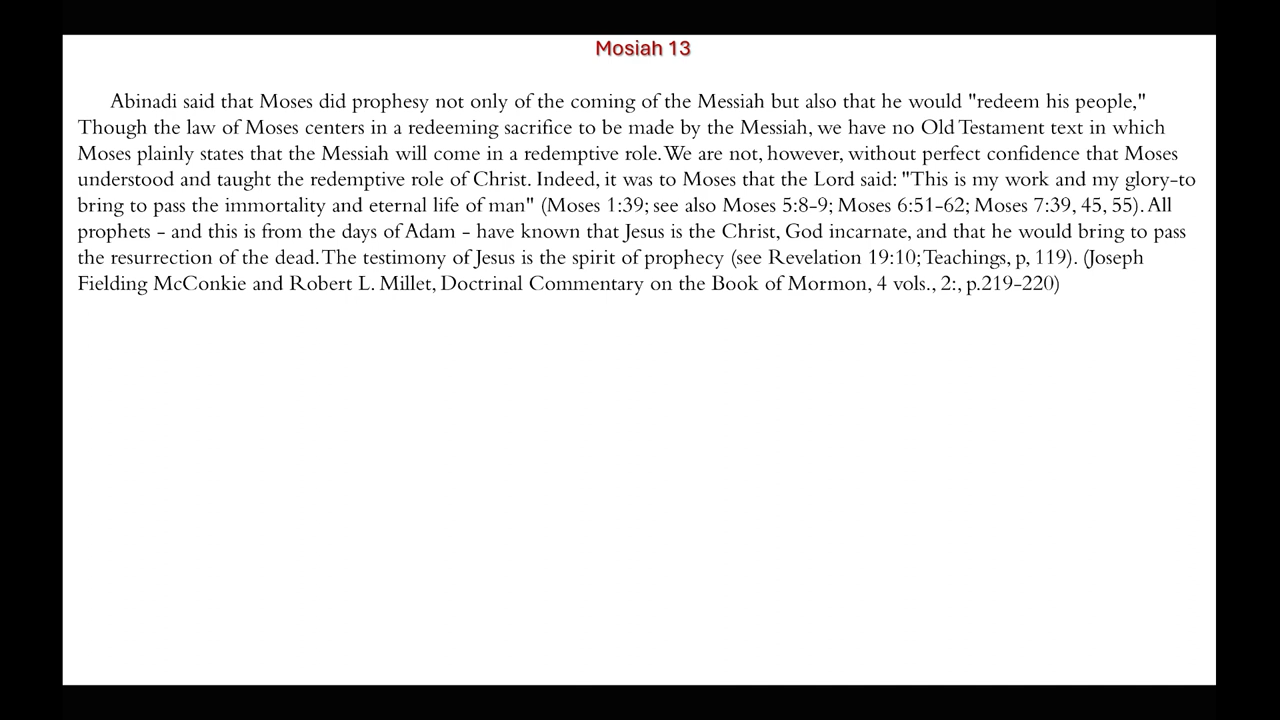 Mosiah 13
Abinadi said that Moses did prophesy not only of the coming of the Messiah but also that he would "redeem his people,"
Though the law of Moses centers in a redeeming sacrifice to be made by the Messiah, we have no Old Testament text in which
Moses plainly states that the Messiah will come in a redemptive role. We are not, however, without perfect confidence that Moses
understood and taught the redemptive role of Christ. Indeed, it was to Moses that the Lord said: "This is my work and my glory-to
bring to pass the immortality and eternal life of man" (Moses 1:39; see also Moses 5:8-9; Moses 6:51-62; Moses 7:39, 45, 55). All
prophets - and this is from the days of Adam - have known that Jesus is the Christ, God incarnate, and that he would bring to pass
the resurrection of the dead. The testimony of Jesus is the spirit of prophecy (see Revelation 19:10; Teachings, p, 119). (Joseph
Fielding McConkie and Robert L. Millet, Doctrinal Commentary on the Book of Mormon, 4 vols., 2:, p.219-220)